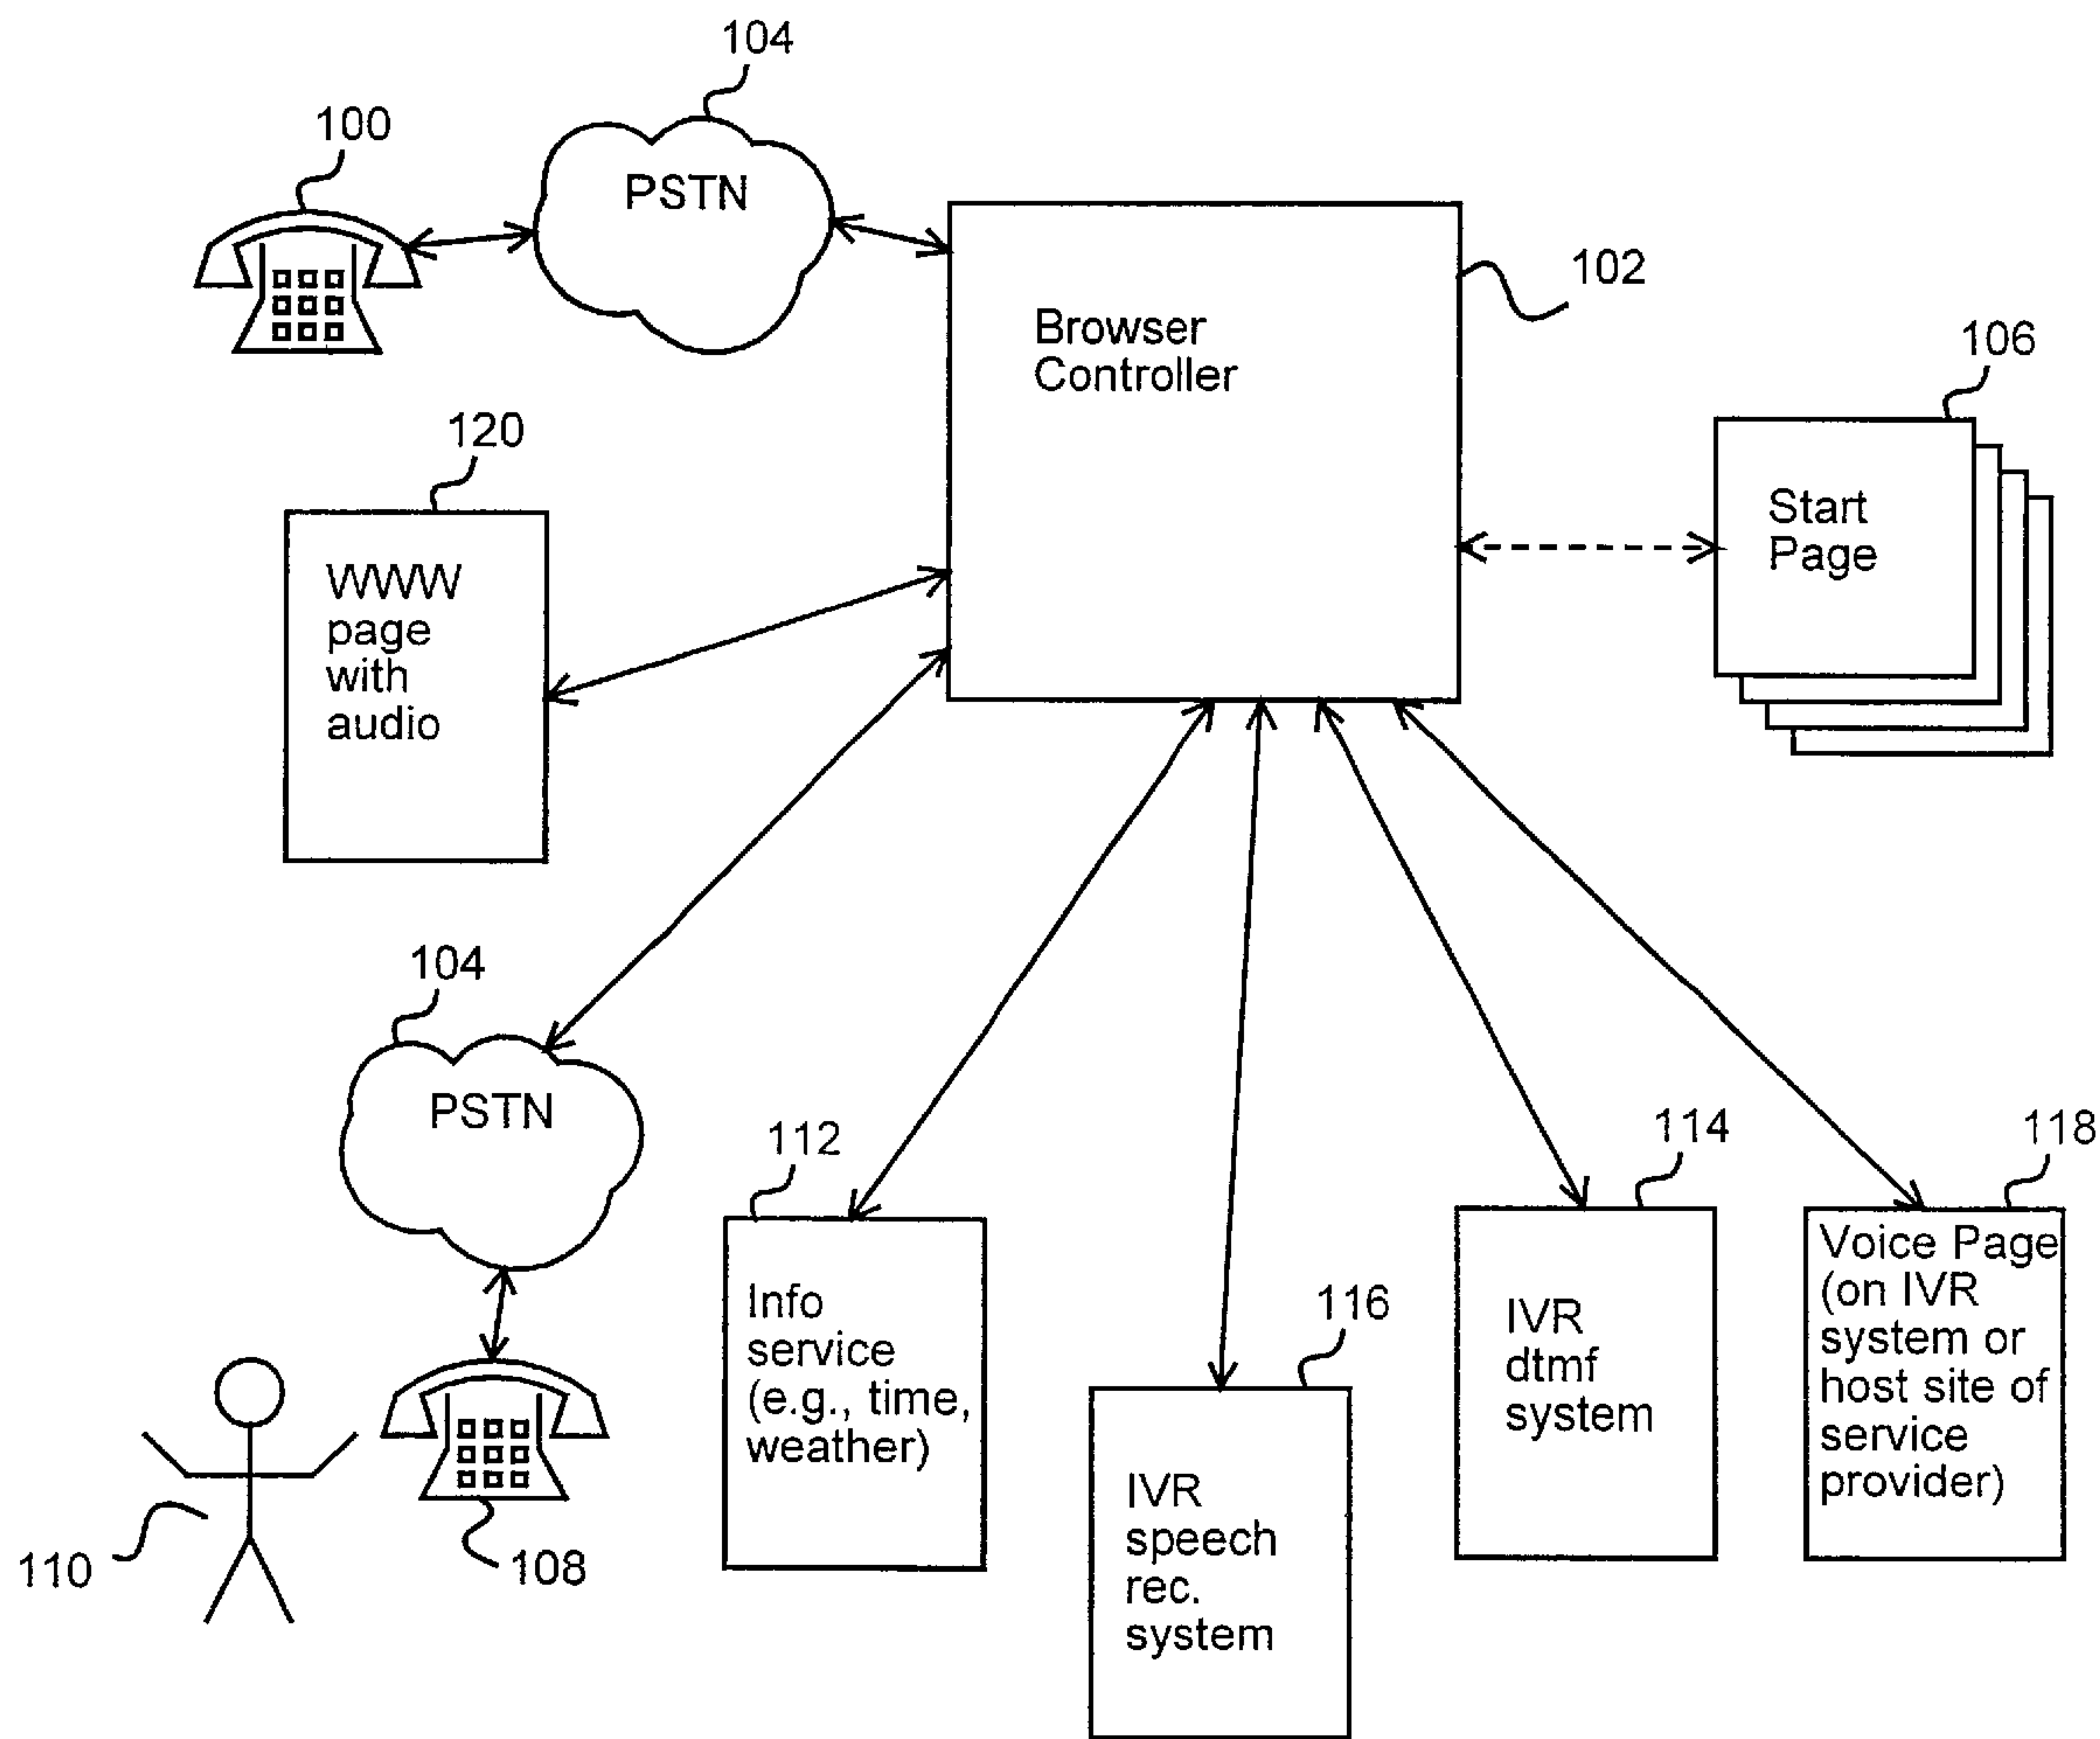 104
100
PSTN
102
Browser
Controller
106
120
Start
Page
WWW
page
with
audio
104
PSTN
112
114
118
Info
service
(e.g., time,
weather)
116
IVR
dtmf
system
Voice Page
(on IVR
system or
host site of
service
provider)
IVR
speech
rec.
system
110
108